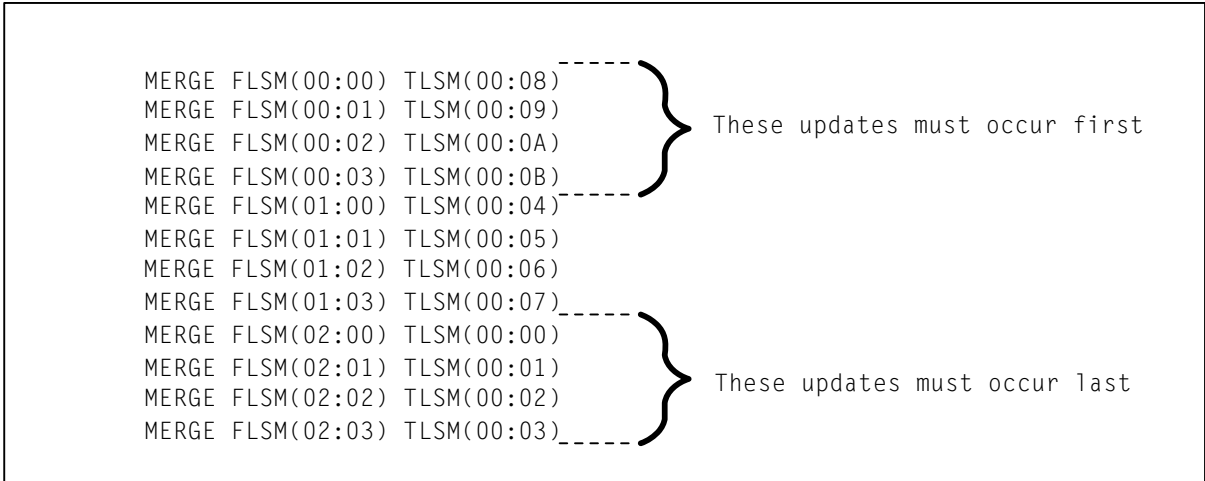 MERGE FLSM(00:00) TLSM(00:08)
MERGE FLSM(00:01) TLSM(00:09)
MERGE FLSM(00:02) TLSM(00:0A)
MERGE FLSM(00:03) TLSM(00:0B)
These updates must occur first
MERGE FLSM(01:00) TLSM(00:04)
MERGE FLSM(01:01) TLSM(00:05)
MERGE FLSM(01:02) TLSM(00:06)
MERGE FLSM(01:03) TLSM(00:07)
MERGE FLSM(02:00) TLSM(00:00)
MERGE FLSM(02:01) TLSM(00:01)
MERGE FLSM(02:02) TLSM(00:02)
MERGE FLSM(02:03) TLSM(00:03)
These updates must occur last